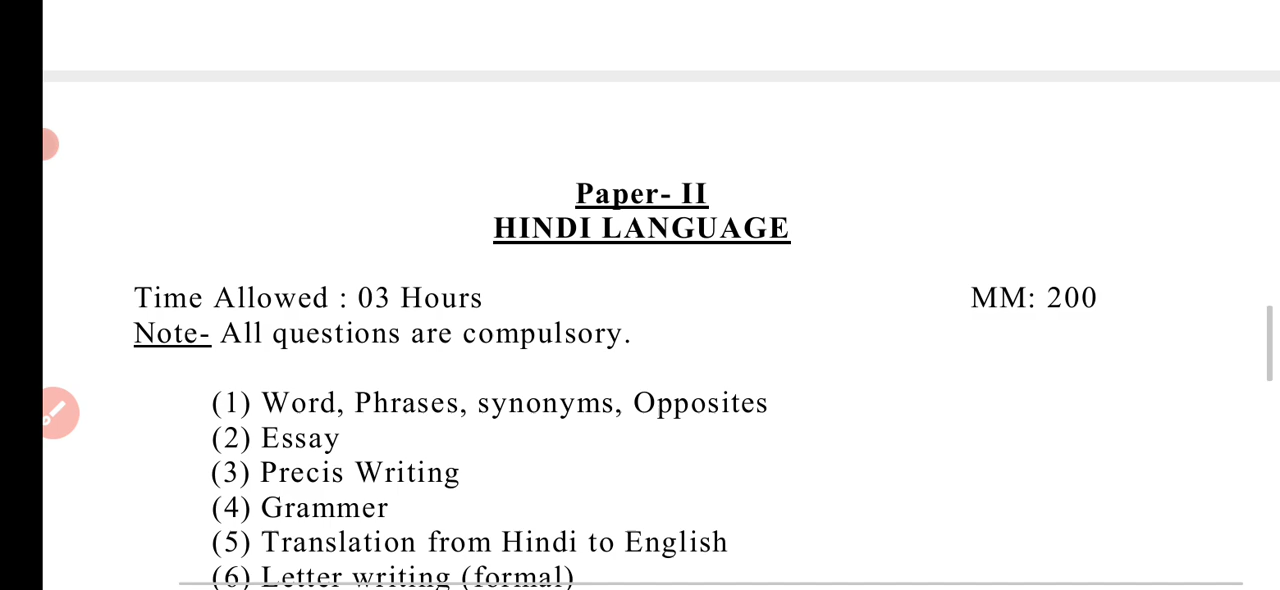 Paper- II
HINDI LANGUAGE
Time Allowed : 03 Hours MM: 200
Note- All questions are compulsory.
(1) Word, Phrases, synonyms, Opposites
(2) Essay
(3) Precis Writing
(4) Grammer
(5) Translation from Hindi to English
(6) Letter writing (formal)